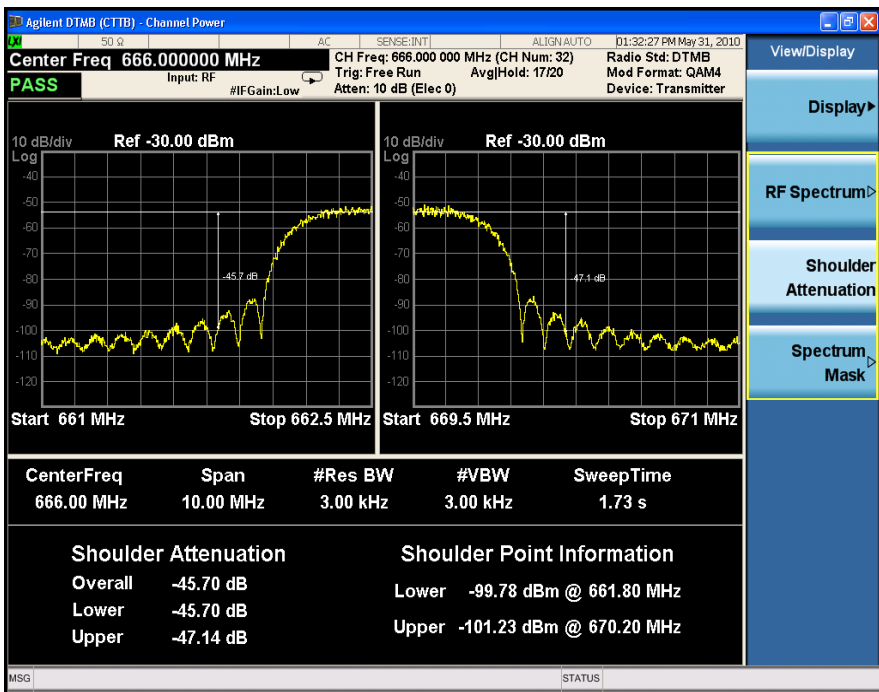 Agilent DTMB (CTTB) - Channel Power
LXI 50 Ω AC SENSE:INT ALIGN AUTO 01:32:27 PM May 31, 2010
Center Freq 666.000000 MHz
CH Freq: 666.000 000 MHz (CH Num: 32) Radio Std: DTMB
PASS
Input: RF
Trig: Free Run Avg|Hold: 17/20 Mod Format: QAM4
#IFGain:Low
Atten: 10 dB (Elec 0) Device: Transmitter
10 dB/div Ref -30.00 dBm
Log
-40
-50
-60
-70
-80
-90
-100
-110
-120
-45.7 dB
Start 661 MHz Stop 662.5 MHz
10 dB/div Ref -30.00 dBm
Log
-40
-50
-60
-70
-80
-90
-100
-110
-120
-47.1 dB
Start 669.5 MHz Stop 671 MHz
CenterFreq Span #Res BW #VBW SweepTime
666.00 MHz 10.00 MHz 3.00 kHz 3.00 kHz 1.73 s
Shoulder Attenuation
Overall -45.70 dB
Lower -45.70 dB
Upper -47.14 dB
Shoulder Point Information
Lower -99.78 dBm @ 661.80 MHz
Upper -101.23 dBm @ 670.20 MHz
View/Display
Display
RF Spectrum
Shoulder
Attenuation
Spectrum
Mask
MSG STATUS